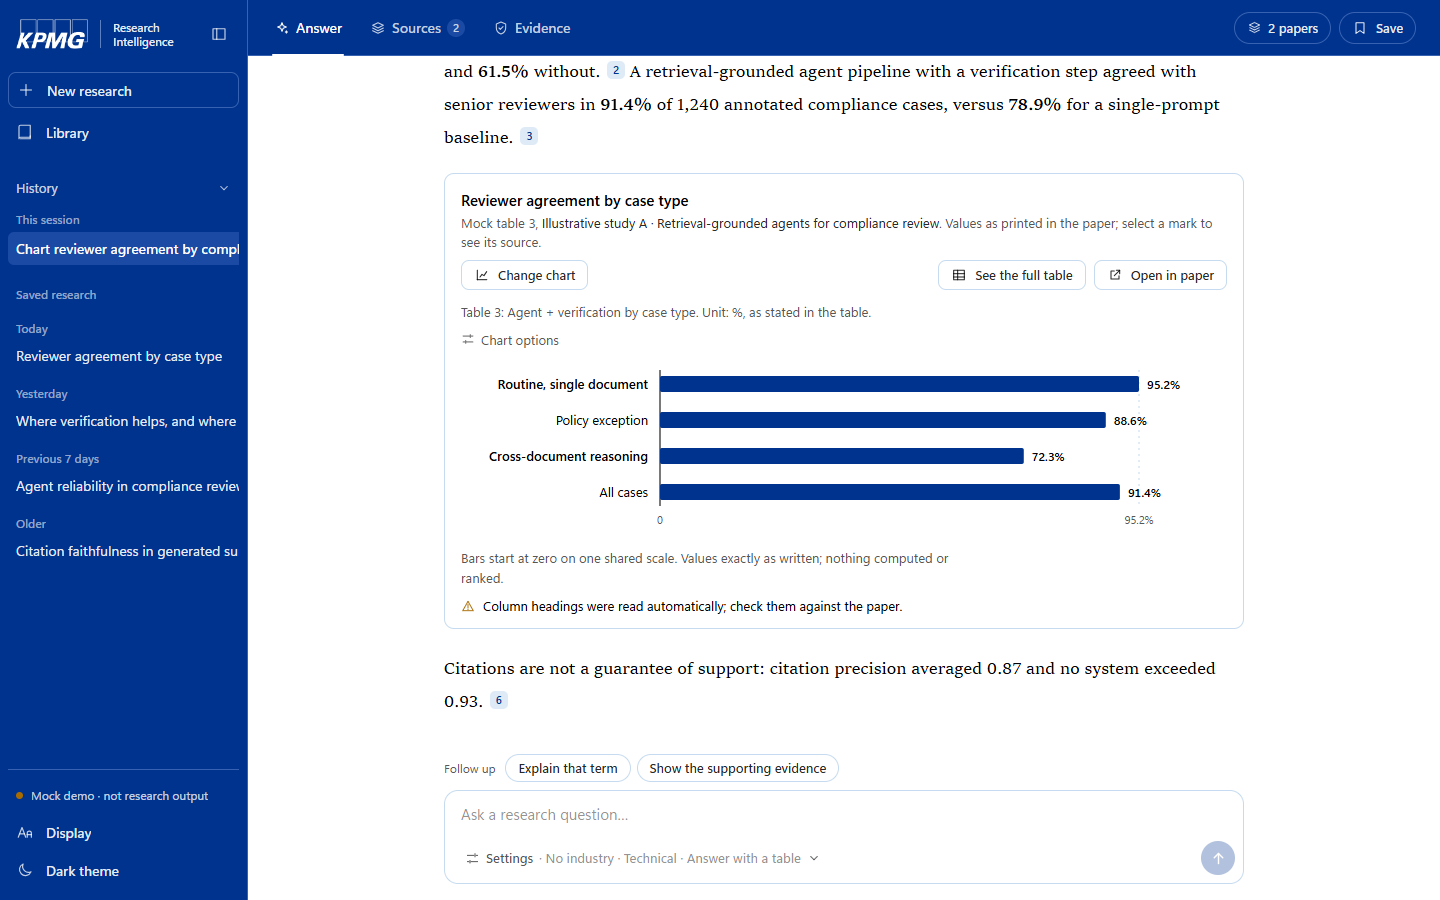 KPMG
Research
Intelligence
New research
Library
History
This session
Chart reviewer agreement by compl
Saved research
Today
Reviewer agreement by case type
Yesterday
Where verification helps, and where
Previous 7 days
Agent reliability in compliance review
Older
Citation faithfulness in generated su
Mock demo · not research output
Display
Dark theme
Answer
Sources 2
Evidence
2 papers
Save
and 61.5% without. 2 A retrieval-grounded agent pipeline with a verification step agreed with
senior reviewers in 91.4% of 1,240 annotated compliance cases, versus 78.9% for a single-prompt
baseline. 3
Reviewer agreement by case type
Mock table 3, Illustrative study A · Retrieval-grounded agents for compliance review. Values as printed in the paper; select a mark to
see its source.
Change chart
See the full table
Open in paper
Table 3: Agent + verification by case type. Unit: %, as stated in the table.
Chart options
Routine, single document 95.2%
Policy exception 88.6%
Cross-document reasoning 72.3%
All cases 91.4%
0 95.2%
Bars start at zero on one shared scale. Values exactly as written; nothing computed or
ranked.
Column headings were read automatically; check them against the paper.
Citations are not a guarantee of support: citation precision averaged 0.87 and no system exceeded
0.93. 6
Follow up
Explain that term
Show the supporting evidence
Ask a research question...
Settings · No industry · Technical · Answer with a table